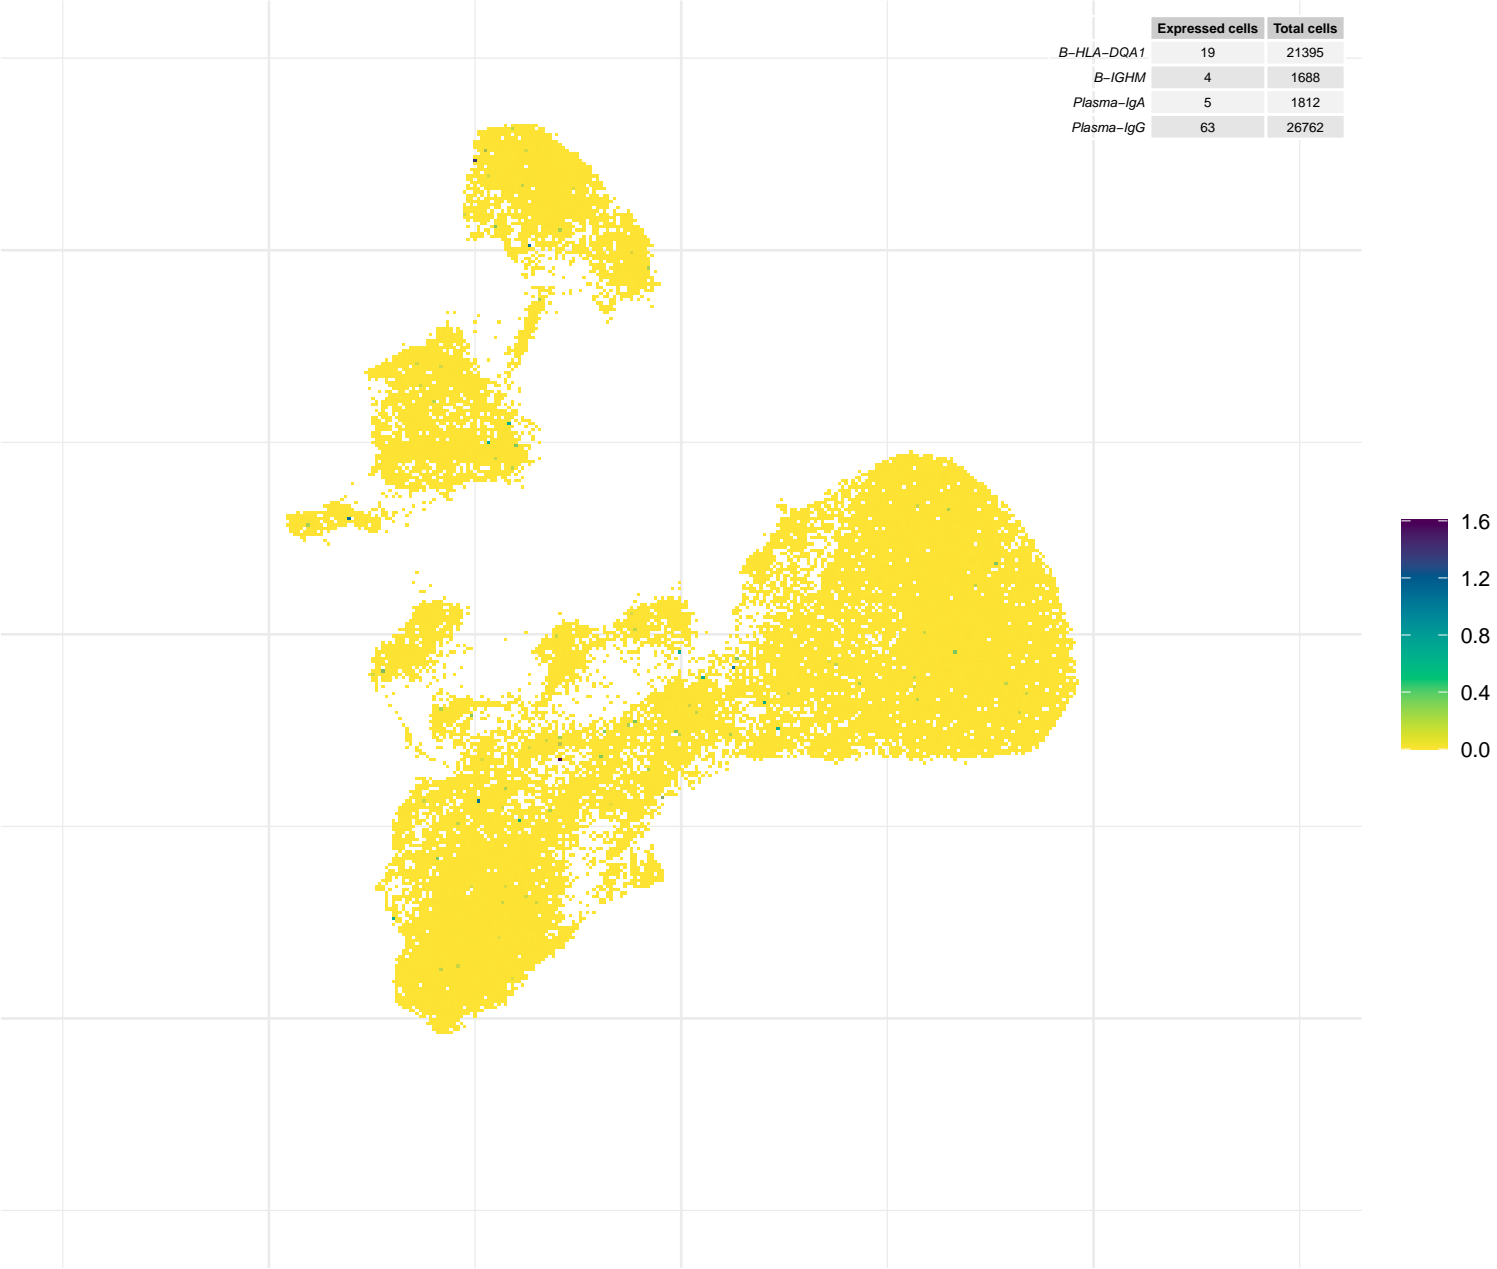 Expressed cells Total cells
B−HLA−DQA1 19 21395
B−IGHM 4 1688
Plasma−IgA 5 1812
Plasma−IgG 63 26762
1.6
1.2
0.8
0.4
0.0